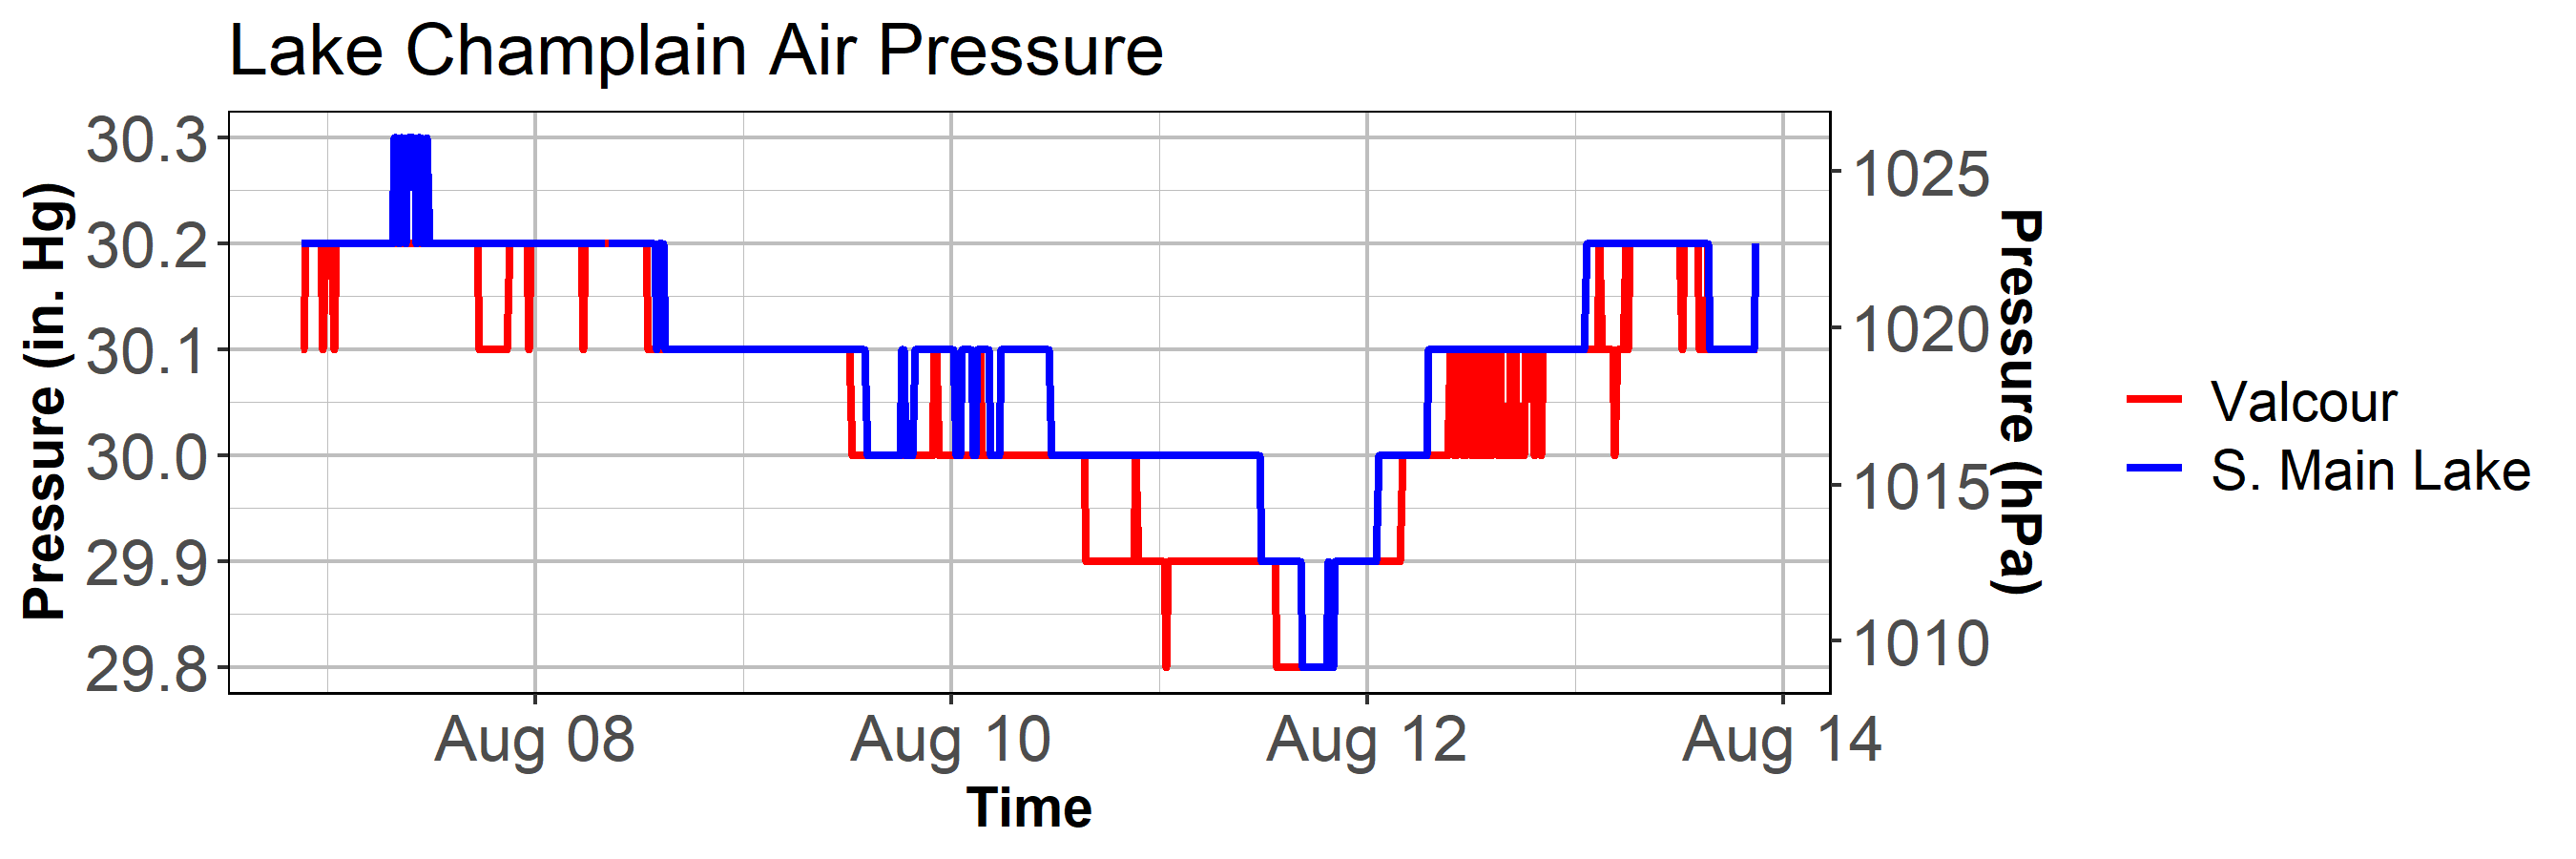 Lake Champlain Air Pressure
30.3
30.2
30.1
30.0
29.9
29.8
Pressure (in. Hg)
1025
1020
1015
1010
Pressure (hPa)
Aug 08
Aug 10
Aug 12
Aug 14
Time
Valcour
S. Main Lake